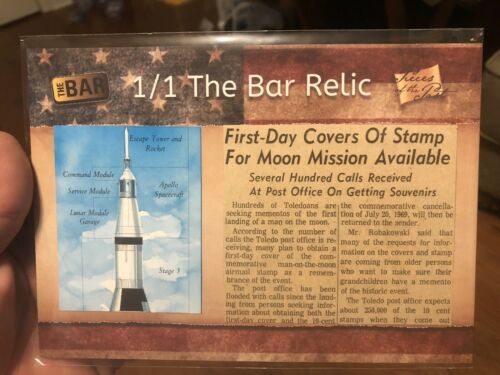 THE
BAR
1/1 The Bar Relic
Pieces
of the Past
Escape Tower and
Rocket
Command Module
Service Module
Apollo
Spacecraft
Lunar Module
Garage
Stage 3
First-Day Covers Of Stamp
For Moon Mission Available
Several Hundred Calls Received
At Post Office On Getting Souvenirs
Hundreds of Toledoans are
seeking mementos of the first
landing of a man on the moon.
According to the number of
calls the Toledo post office is re-
ceiving, many plan to obtain a
first-day cover of the com-
memorative man-on-the-moon
airmail stamp as a remem-
brance of the event.
The post office has been
flooded with calls since the land-
ing from persons seeking infor-
mation about obtaining both the
first-day cover and the 10-cent
the commemorative cancella-
tion of July 20, 1969, will then be
returned to the sender.
Mr. Robakowski said that
many of the requests for infor-
mation on the covers and stamp
are coming from older persons
who want to make sure their
grandchildren have a memento
of the historic event.
The Toledo post office expects
about 250,000 of the 10 cent
stamps when they come out